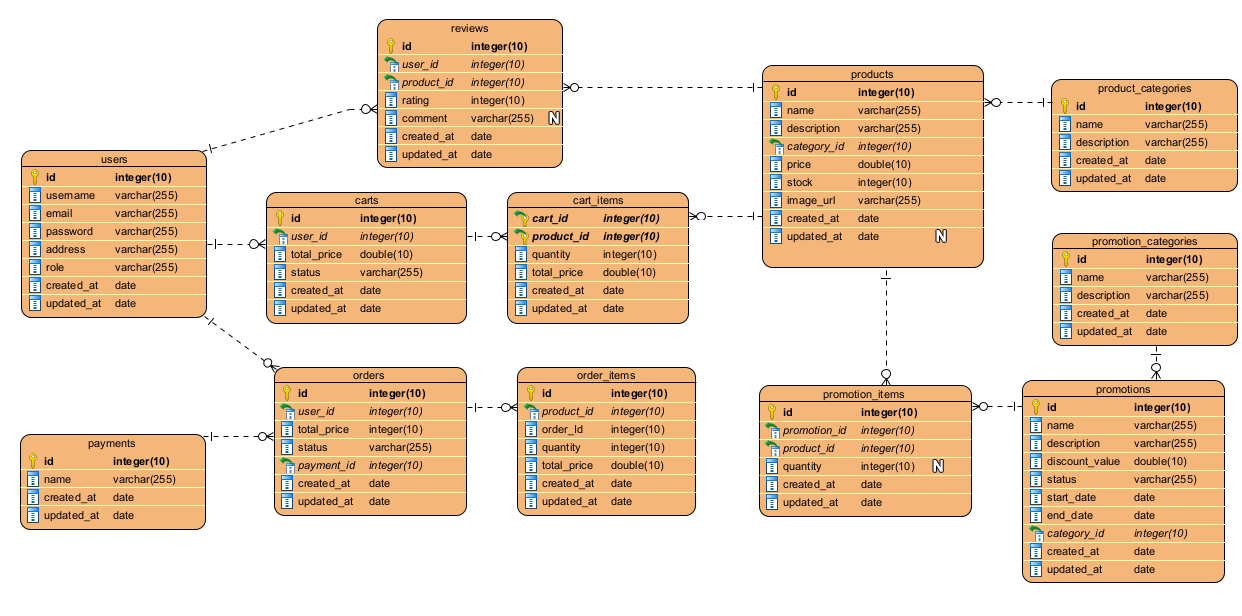 reviews
id integer(10)
user_id integer(10)
product_id integer(10)
rating integer(10)
comment varchar(255) N
created_at date
updated_at date
products
id integer(10)
name varchar(255)
description varchar(255)
category_id integer(10)
price double(10)
stock integer(10)
image_url varchar(255)
created_at date
updated_at date N
product_categories
id integer(10)
name varchar(255)
description varchar(255)
created_at date
updated_at date
users
id integer(10)
username varchar(255)
email varchar(255)
password varchar(255)
address varchar(255)
role varchar(255)
created_at date
updated_at date
carts
id integer(10)
user_id integer(10)
total_price double(10)
status varchar(255)
created_at date
updated_at date
cart_items
cart_id integer(10)
product_id integer(10)
quantity integer(10)
total_price double(10)
created_at date
updated_at date
promotion_categories
id integer(10)
name varchar(255)
description varchar(255)
created_at date
updated_at date
orders
id integer(10)
user_id integer(10)
total_price integer(10)
status varchar(255)
payment_id integer(10)
created_at date
updated_at date
order_items
id integer(10)
product_id integer(10)
order_Id integer(10)
quantity integer(10)
total_price double(10)
created_at date
updated_at date
promotion_items
id integer(10)
promotion_id integer(10)
product_id integer(10)
quantity integer(10) N
created_at date
updated_at date
promotions
id integer(10)
name varchar(255)
description varchar(255)
discount_value double(10)
status varchar(255)
start_date date
end_date date
category_id integer(10)
created_at date
updated_at date
payments
id integer(10)
name varchar(255)
created_at date
updated_at date